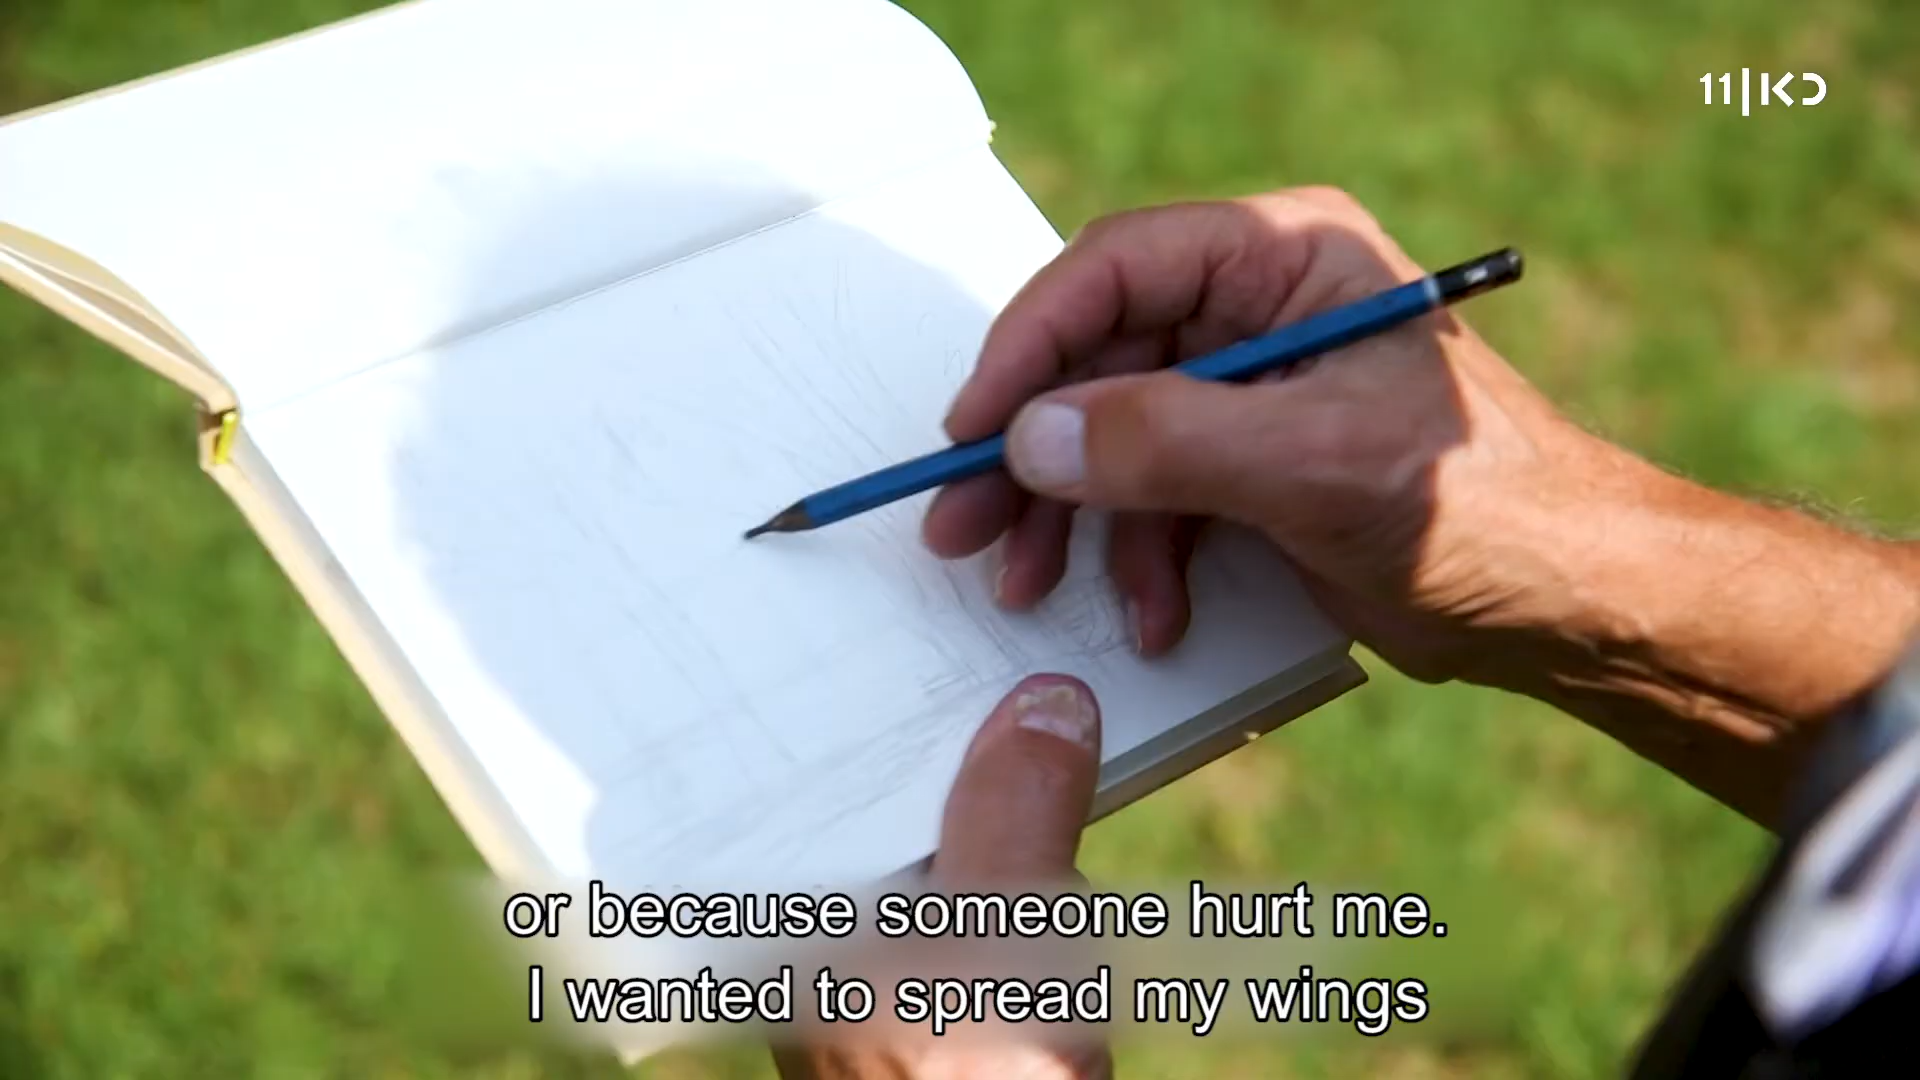 11|כאן
or because someone hurt me.
I wanted to spread my wings